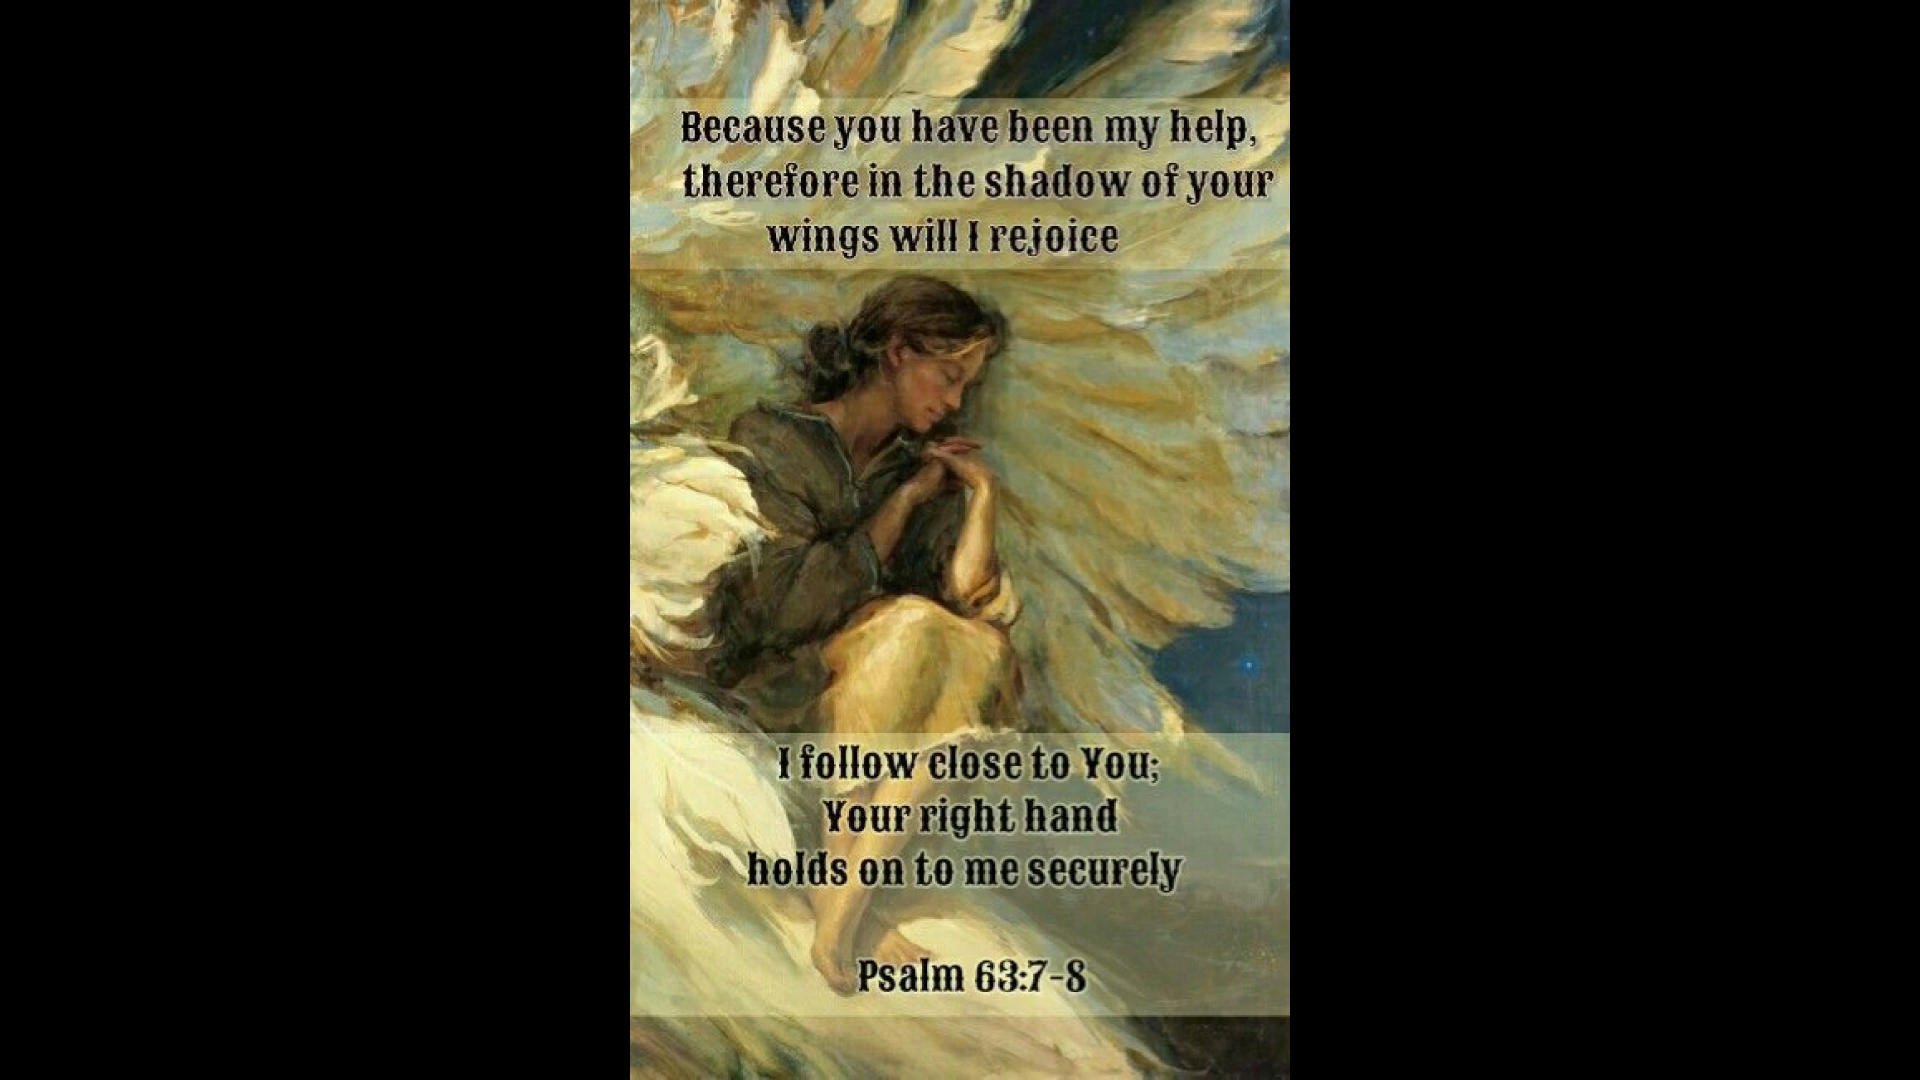 Because you have been my help,
therefore in the shadow of your
wings will I rejoice
I follow close to You;
Your right hand
holds on to me securely
Psalm 63:7-8